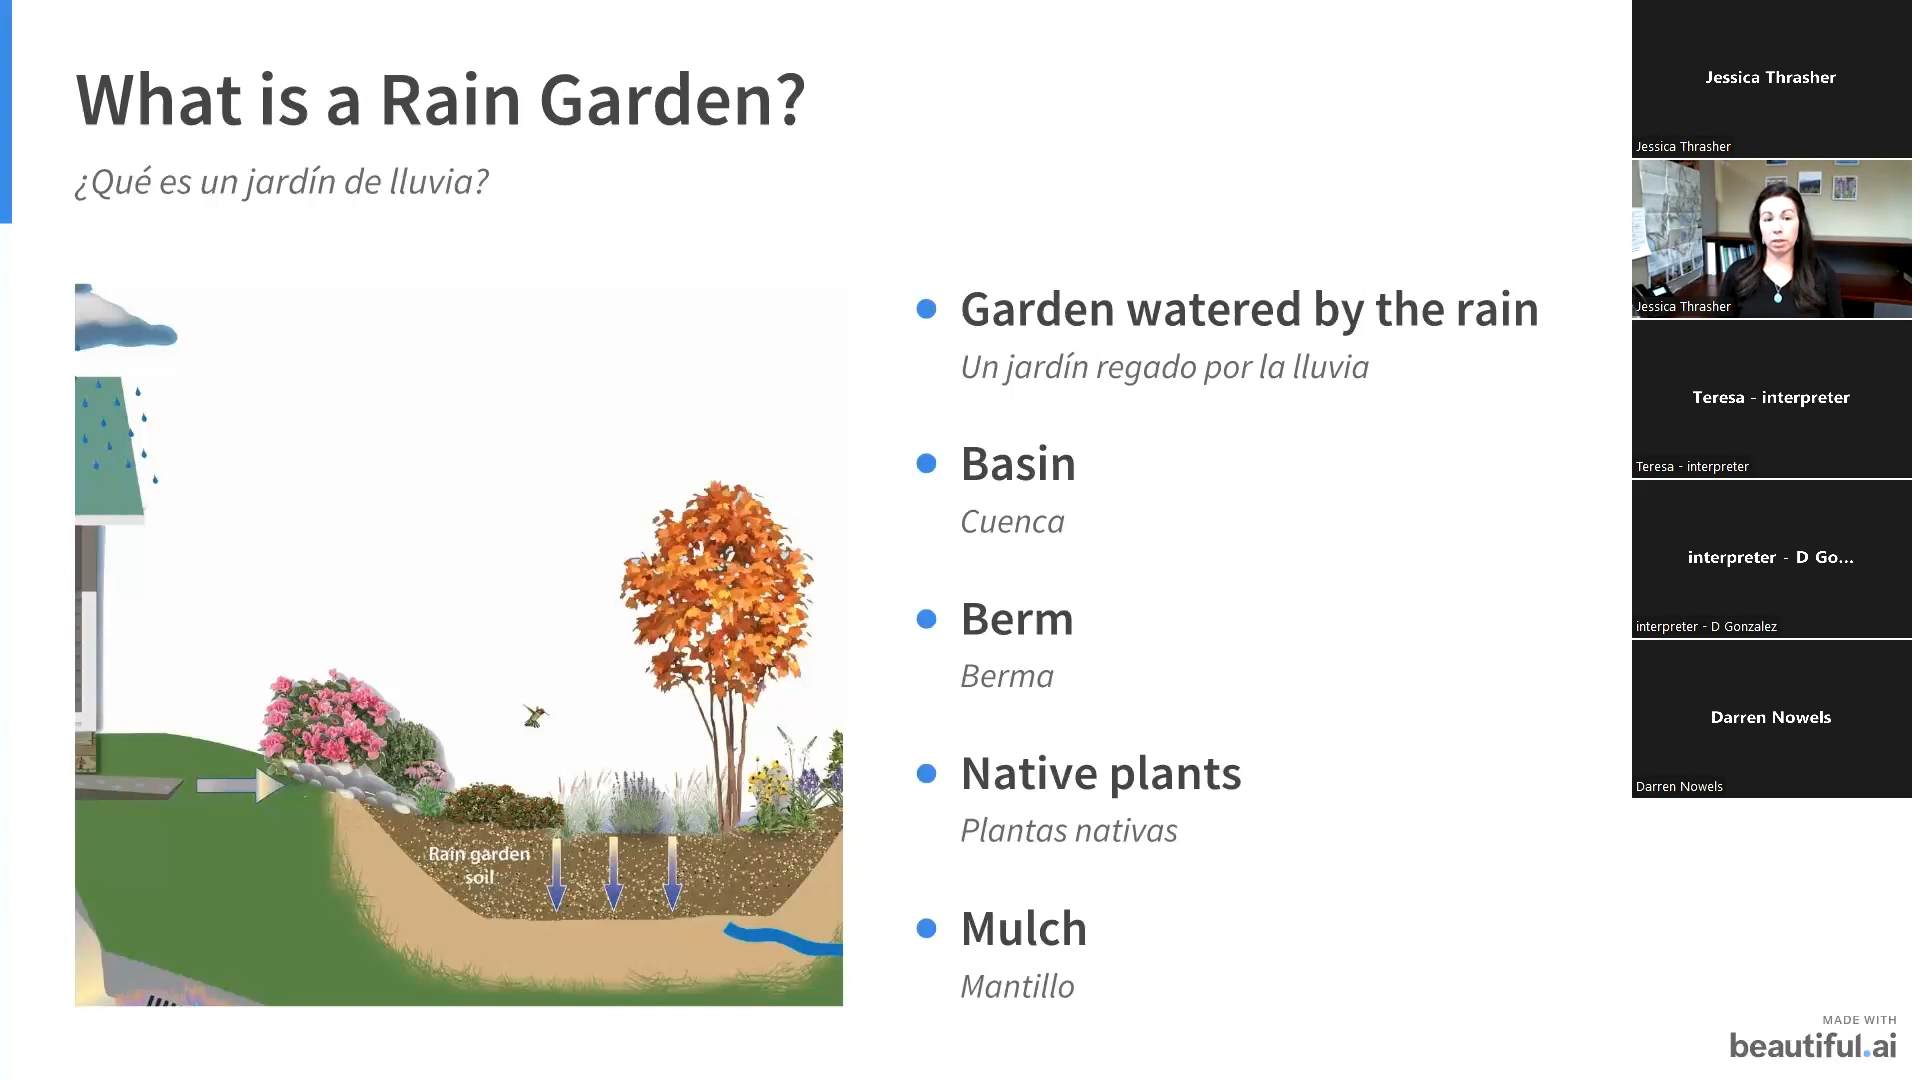 What is a Rain Garden?
¿Qué es un jardín de lluvia?
Garden watered by the rain
Un jardín regado por la lluvia
Basin
Cuenca
Berm
Berma
Native plants
Plantas nativas
Mulch
Mantillo
Rain garden
soil
Jessica Thrasher
Jessica Thrasher
Jessica Thrasher
Teresa - interpreter
Teresa - interpreter
interpreter - D Go...
interpreter - D Gonzalez
Darren Nowels
Darren Nowels
MADE WITH
beautiful.ai